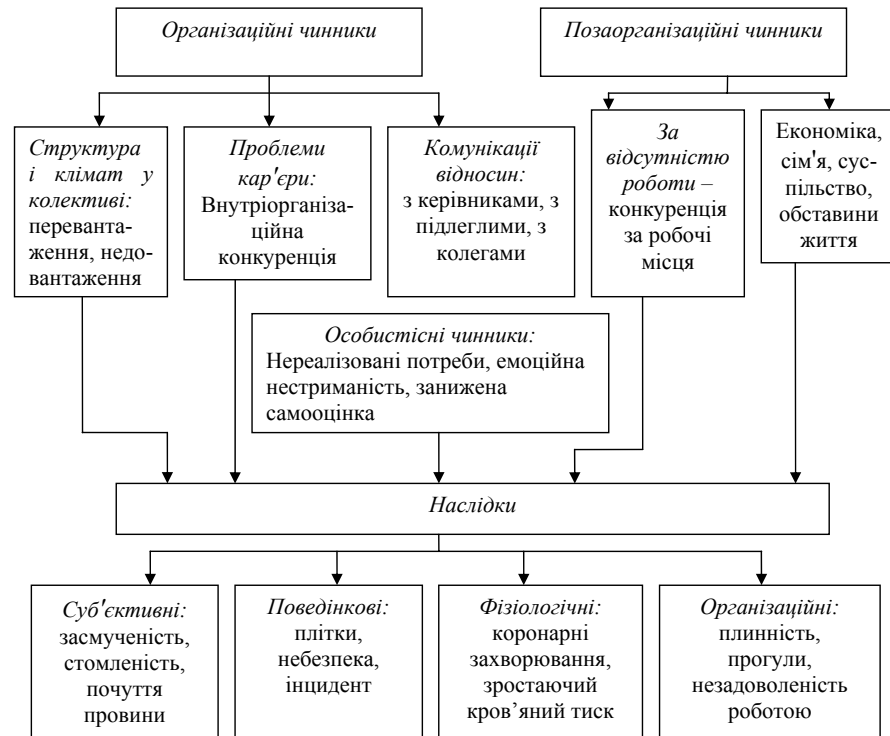 Організаційні чинники
Позаорганізаційні чинники
Структура
і клімат у
колективі:
перевванта-
ження, недо-
вантаження
Проблеми
кар'єри:
Внутріорганіза-
ційна
конкуренція
Комунікації
відносин:
з керівниками, з
підлеглими, з
колегами
За
відсутністю
роботи –
конкуренція
за робочі
місця
Економіка,
сім'я, сус-
пільство,
обставини
життя
Особистісні чинники:
Нереалізовані потреби, емоційна
нестриманість, занижена
самооцінка
Наслідки
Суб'єктивні:
засмученість,
стомленість,
почуття
провини
Поведінкові:
плітки,
небезпека,
інцидент
Фізіологічні:
коронарні
захворювання,
зростаючий
кров’яний тиск
Організаційні:
плинність,
прогули,
незадоволеність
роботою